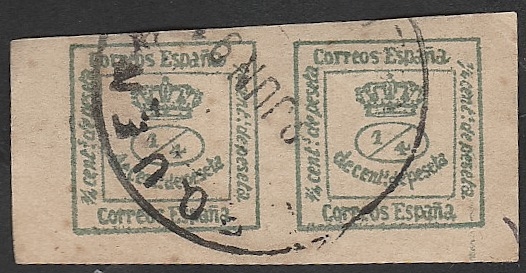 Correos España
¼ cent. de peseta
1/4
de cent. de peseta
¼ cent. de peseta
Correos España
Correos España
¼ cent. de peseta
1/4
de cent. de peseta
¼ cent. de peseta
Correos España
JUN 9